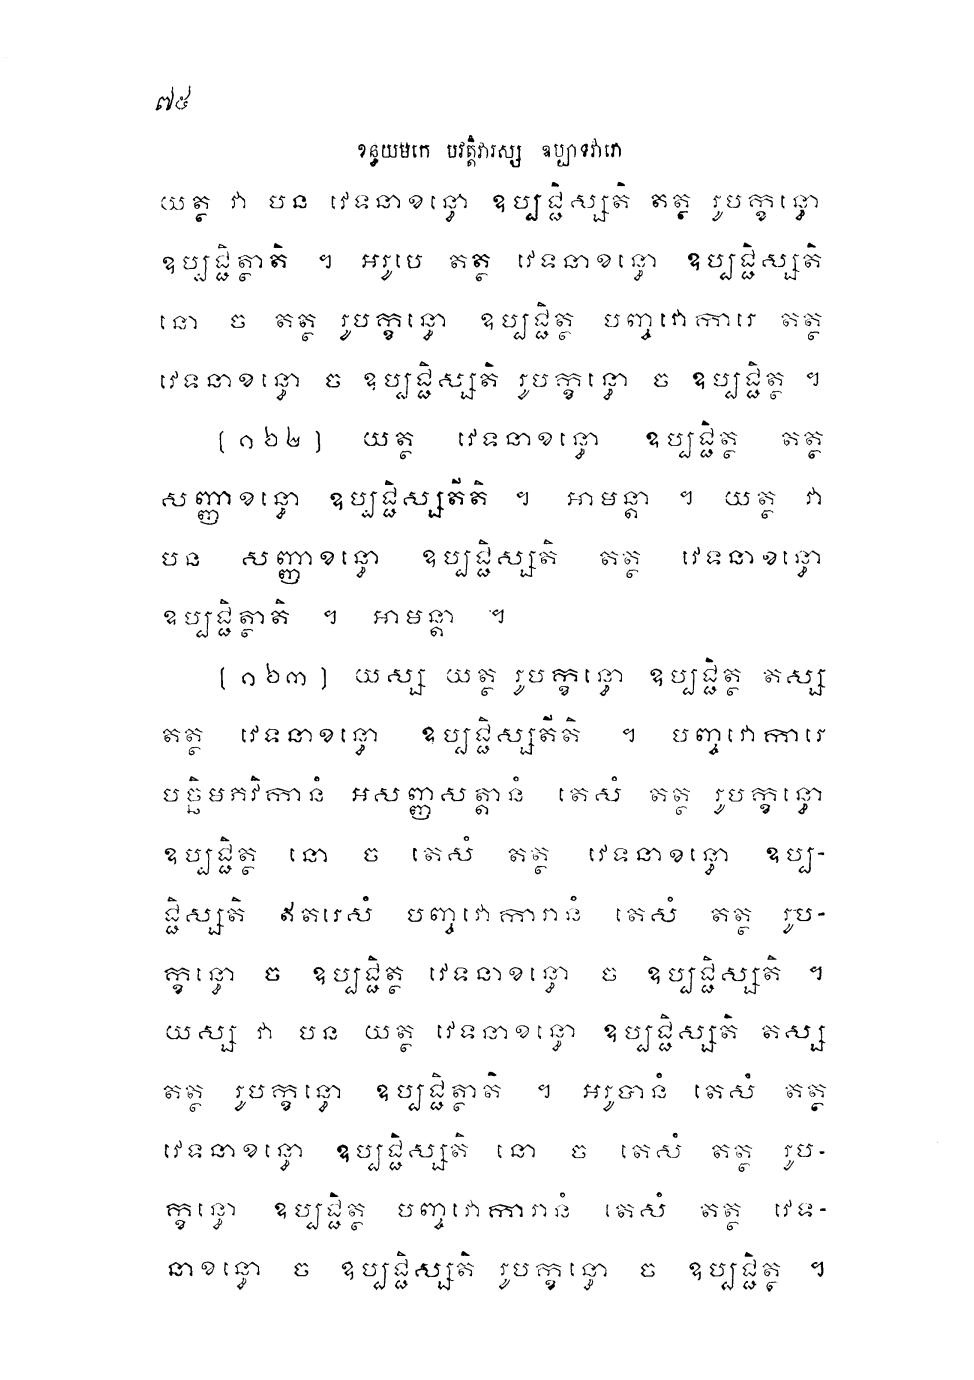 ៧៥
ខន្ធយមកេ បវត្តិវារស្ស ឧប្បាទវារោ
យត្ថ វា បន វេទនាខន្ធោ ឧប្បជ្ជិស្សតិ តត្ថ រូបក្ខន្ធោ
ឧប្បជ្ជិត្ថាតិ ។ អរូបេ តត្ថ វេទនាខន្ធោ ឧប្បជ្ជិស្សតិ
នោ ច តត្ថ រូបក្ខន្ធោ ឧប្បជ្ជិត្ថ បញ្ចវោការេ តត្ថ
វេទនាខន្ធោ ច ឧប្បជ្ជិស្សតិ រូបក្ខន្ធោ ច ឧប្បជ្ជិត្ថ ។
(១៦២) យត្ថ វេទនាខន្ធោ ឧប្បជ្ជិត្ថ តត្ថ
សញ្ញាខន្ធោ ឧប្បជ្ជិស្សតីតិ ។ អាមន្តា ។ យត្ថ វា
បន សញ្ញាខន្ធោ ឧប្បជ្ជិស្សតិ តត្ថ វេទនាខន្ធោ
ឧប្បជ្ជិត្ថាតិ ។ អាមន្តា ។
(១៦៣) យស្ស យត្ថ រូបក្ខន្ធោ ឧប្បជ្ជិត្ថ តស្ស
តត្ថ វេទនាខន្ធោ ឧប្បជ្ជិស្សតីតិ ។ បញ្ចវោការេ
បច្ឆិមភវិកានំ អសញ្ញសត្តានំ តេសំ តត្ថ រូបក្ខន្ធោ
ឧប្បជ្ជិត្ថ នោ ច តេសំ តត្ថ វេទនាខន្ធោ ឧប្ប-
ជ្ជិស្សតិ ឥតរេសំ បញ្ចវោការានំ តេសំ តត្ថ រូប-
ក្ខន្ធោ ច ឧប្បជ្ជិត្ថ វេទនាខន្ធោ ច ឧប្បជ្ជិស្សតិ ។
យស្ស វា បន យត្ថ វេទនាខន្ធោ ឧប្បជ្ជិស្សតិ តស្ស
តត្ថ រូបក្ខន្ធោ ឧប្បជ្ជិត្ថាតិ ។ អរូបានំ តេសំ តត្ថ
វេទនាខន្ធោ ឧប្បជ្ជិស្សតិ នោ ច តេសំ តត្ថ រូប-
ក្ខន្ធោ ឧប្បជ្ជិត្ថ បញ្ចវោការានំ តេសំ តត្ថ វេទ-
នាខន្ធោ ច ឧប្បជ្ជិស្សតិ រូបក្ខន្ធោ ច ឧប្បជ្ជិត្ថ ។